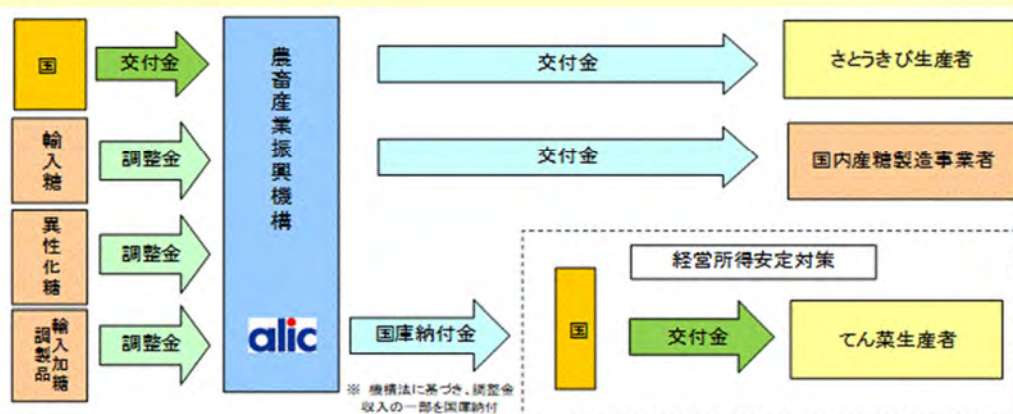 国
交付金
輸入糖
調整金
異性化糖
調整金
輸入加糖
調製品
調整金
農畜産業振興機構
alic
交付金
さとうきび生産者
交付金
国内産糖製造事業者
国庫納付金
※ 機構法に基づき、調整金
収入の一部を国庫納付
経営所得安定対策
国
交付金
てん菜生産者